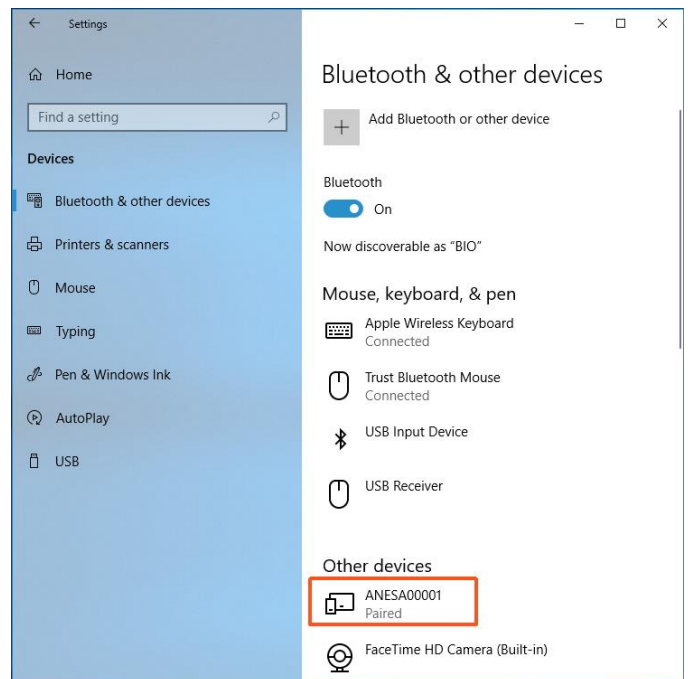 Settings
Home
Find a setting
Devices
Bluetooth & other devices
Printers & scanners
Mouse
Typing
Pen & Windows Ink
AutoPlay
USB
Bluetooth & other devices
Add Bluetooth or other device
Bluetooth
On
Now discoverable as “BIO”
Mouse, keyboard, & pen
Apple Wireless Keyboard
Connected
Trust Bluetooth Mouse
Connected
USB Input Device
USB Receiver
Other devices
ANESA00001
Paired
FaceTime HD Camera (Built-in)